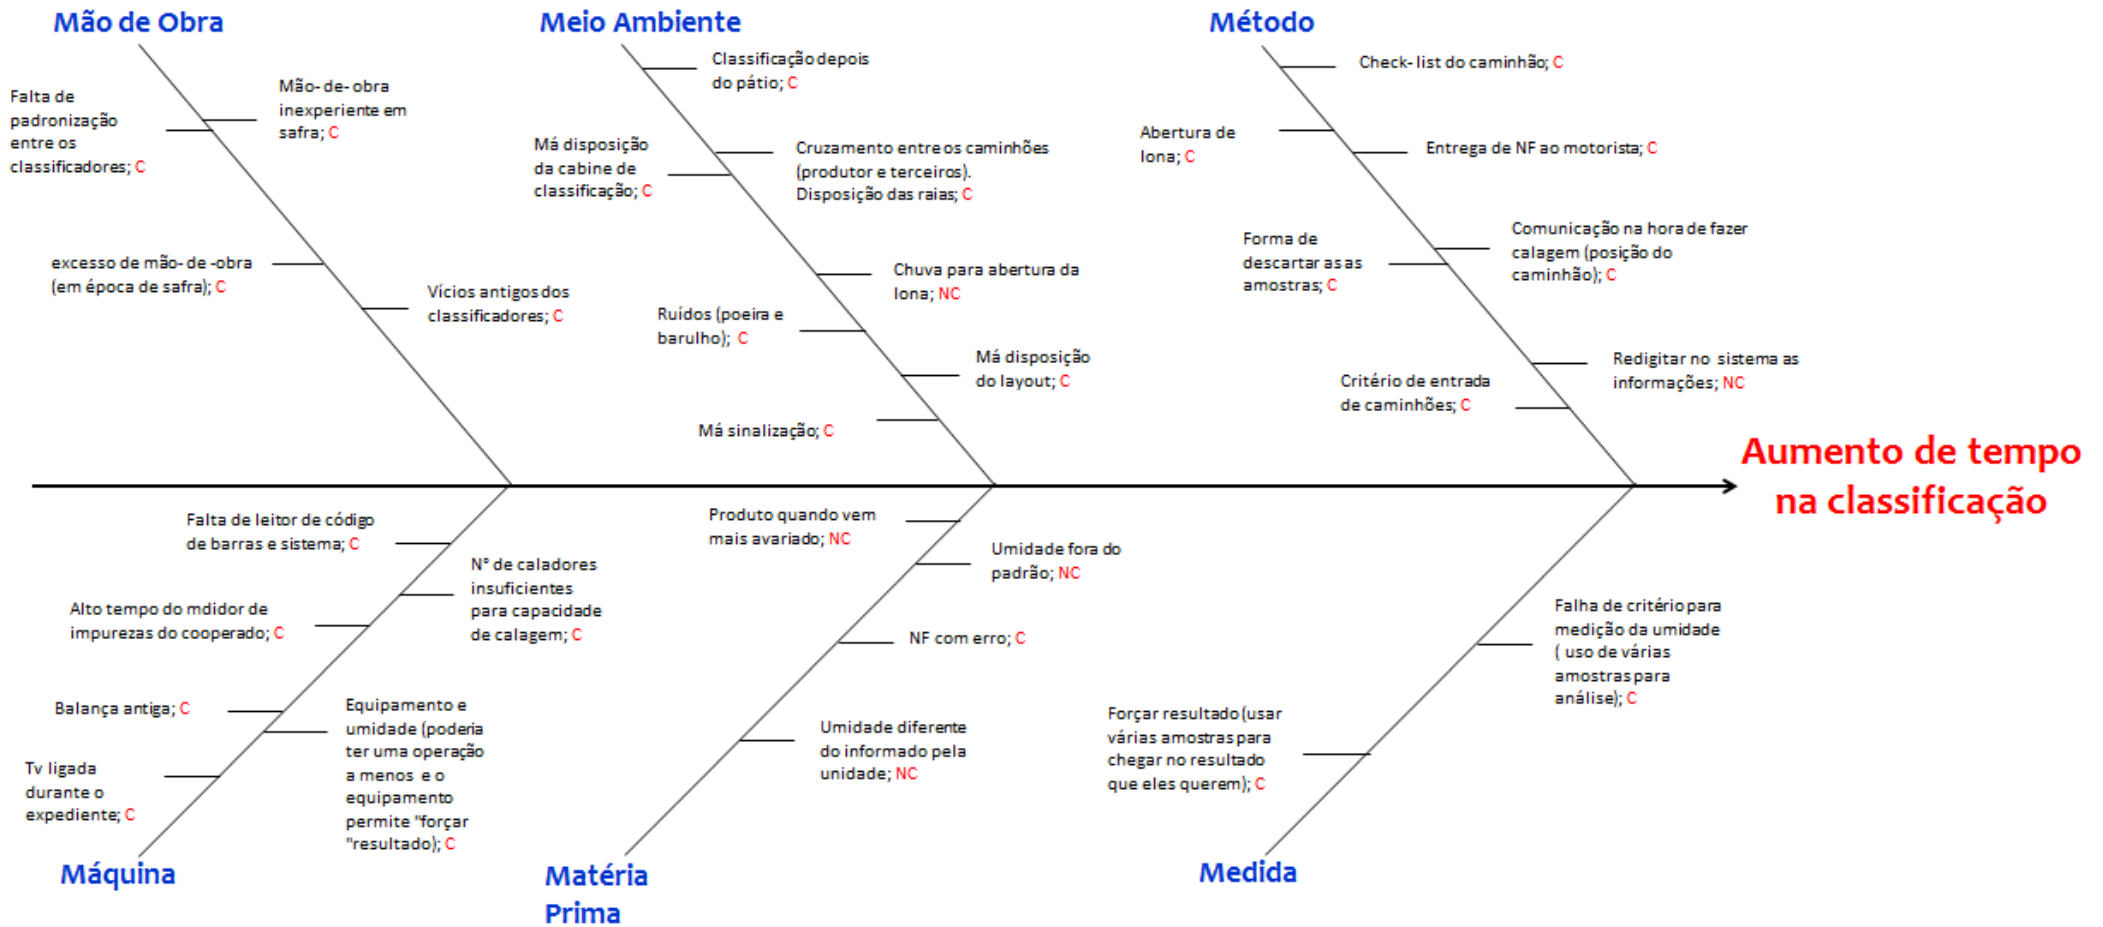 Mão de Obra
Falta de
padronização
entre os
classificadores; C
Mão- de- obra
inexperiente em
safra; C
excesso de mão- de -obra
(em época de safra); C
Vícios antigos dos
classificadores; C
Meio Ambiente
Classificação depois
do pátio; C
Má disposição
da cabine de
classificação; C
Cruzamento entre os caminhões
(produtor e terceiros).
Disposição das raias; C
Chuva para abertura da
lona; NC
Ruídos (poeira e
barulho); C
Má disposição
do layout; C
Má sinalização; C
Método
Check- list do caminhão; C
Abertura de
lona; C
Entrega de NF ao motorista; C
Forma de
descartar as as
amostras; C
Comunicação na hora de fazer
calagem (posição do
caminhão); C
Redigitar no sistema as
informações; NC
Critério de entrada
de caminhões; C
Aumento de tempo
na classificação
Falta de leitor de código
de barras e sistema; C
N° de caladores
insuficientes
para capacidade
de calagem; C
Alto tempo do mdidor de
impurezas do cooperado; C
Balança antiga; C
Equipamento e
umidade (poderia
ter uma operação
a menos e o
equipamento
permite "forçar
"resultado); C
Tv ligada
durante o
expediente; C
Máquina
Produto quando vem
mais avariado; NC
Umidade fora do
padrão; NC
NF com erro; C
Umidade diferente
do informado pela
unidade; NC
Matéria
Prima
Falha de critério para
medição da umidade
( uso de várias
amostras para
análise); C
Forçar resultado (usar
várias amostras para
chegar no resultado
que eles querem); C
Medida